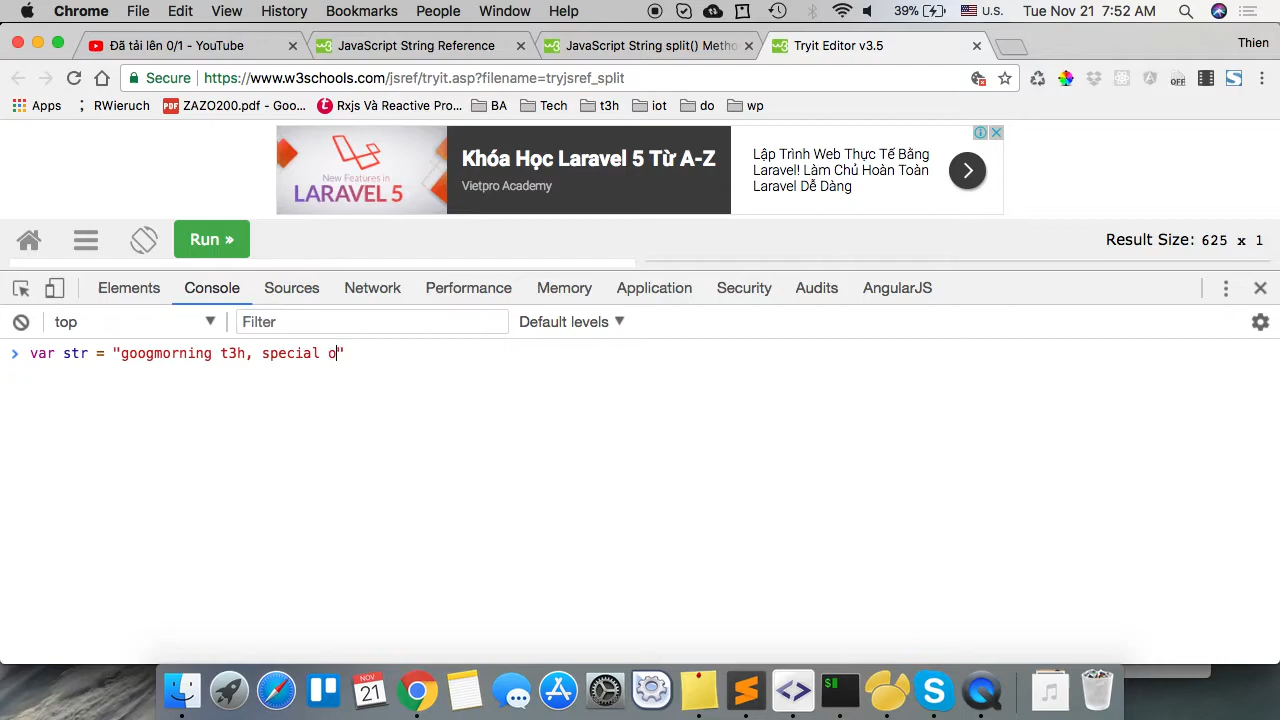 Chrome File Edit View History Bookmarks People Window Help 39% U.S. Tue Nov 21 7:52 AM
Đã tải lên 0/1 - YouTube JavaScript String Reference JavaScript String split() Metho Tryit Editor v3.5 Thien
Secure https://www.w3schools.com/jsref/tryit.asp?filename=tryjsref_split OFF
Apps RWieruch PDF ZAZO200.pdf - Goo... Rxjs Và Reactive Pro... BA Tech t3h iot do wp
New Features in
LARAVEL 5
Khóa Học Laravel 5 Từ A-Z
Vietpro Academy
Lập Trình Web Thực Tế Bằng
Laravel! Làm Chủ Hoàn Toàn
Laravel Dễ Dàng
Run » Result Size: 625 x 1
Elements Console Sources Network Performance Memory Application Security Audits AngularJS
top Filter Default levels
var str = "googmorning t3h, special o"
NOV
21